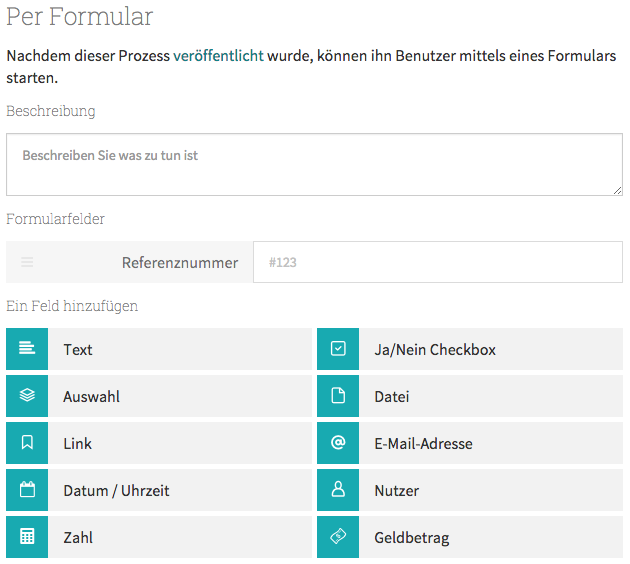 Per Formular
Nachdem dieser Prozess veröffentlicht wurde, können ihn Benutzer mittels eines Formulars
starten.
Beschreibung
Beschreiben Sie was zu tun ist
Formularfelder
Referenznummer #123
Ein Feld hinzufügen
Text Ja/Nein Checkbox
Auswahl Datei
Link E-Mail-Adresse
Datum / Uhrzeit Nutzer
Zahl Geldbetrag